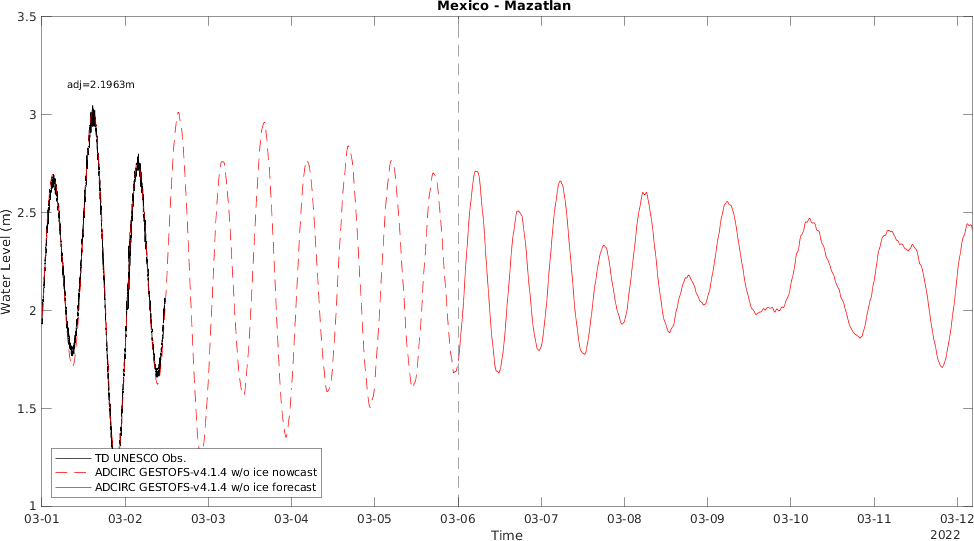 Mexico - Mazatlan
3.5
adj=2.1963m
3
2.5
Water Level (m)
2
1.5
TD UNESCO Obs.
ADCIRC GESTOFS-v4.1.4 w/o ice nowcast
ADCIRC GESTOFS-v4.1.4 w/o ice forecast
1
03-01 03-02 03-03 03-04 03-05 03-06 03-07 03-08 03-09 03-10 03-11 03-12
Time
2022